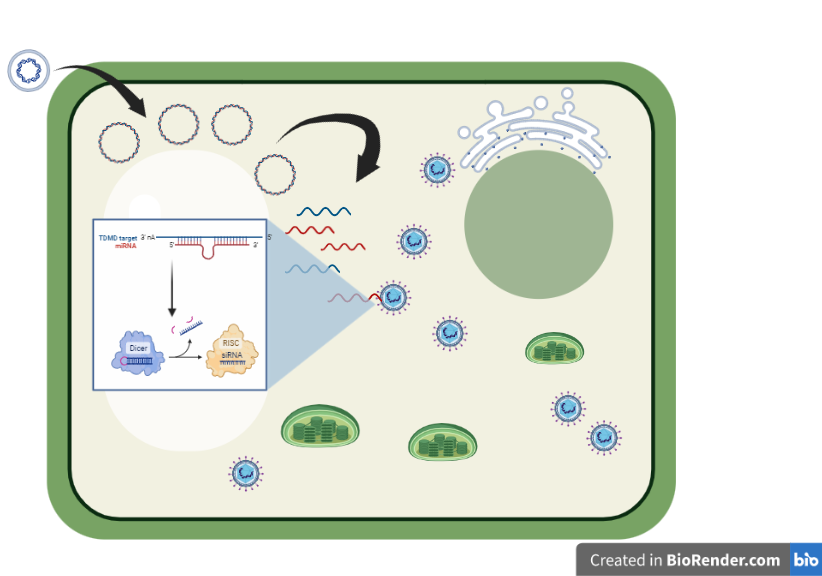 TDMD target 3' nA 5'
miRNA 5' 3'
Dicer
RISC
siRNA
Created in BioRender.com bio